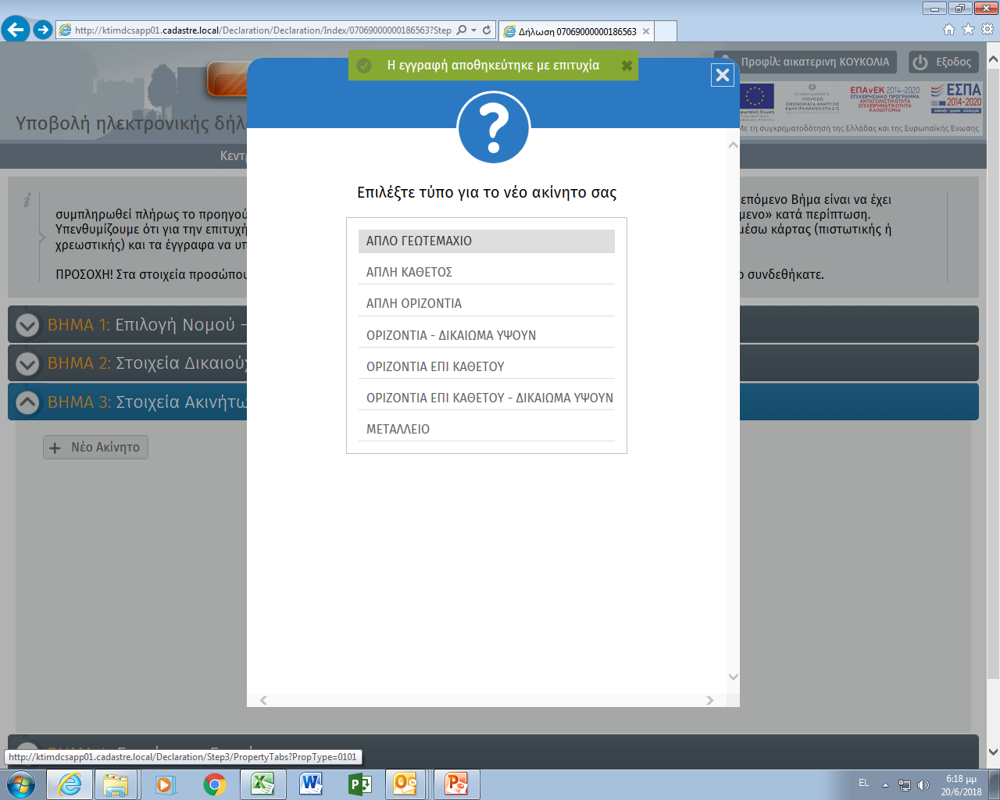 http://ktimdcsapp01.cadastre.local/Declaration/Declaration/Index/07069000000186563?Step
Δήλωση 07069000000186563
Η εγγραφή αποθηκεύτηκε με επιτυχία
Προφίλ: αικατερινη ΚΟΥΚΟΛΙΑ
Εξοδος
ΕΠΑνΕΚ 2014-2020
ΕΠΙΧΕΙΡΗΣΙΑΚΟ ΠΡΟΓΡΑΜΜΑ
ΑΝΤΑΓΩΝΙΣΤΙΚΟΤΗΤΑ
ΕΠΙΧΕΙΡΗΜΑΤΙΚΟΤΗΤΑ
ΚΑΙΝΟΤΟΜΙΑ
ΕΣΠΑ
2014-2020
Με τη συγχρηματοδότηση της Ελλάδας και της Ευρωπαϊκής Ένωσης
Υποβολή ηλεκτρονικής δήλ
Κεντρ
Επιλέξτε τύπο για το νέο ακίνητο σας
ΑΠΛΟ ΓΕΩΤΕΜΑΧΙΟ
ΑΠΛΗ ΚΑΘΕΤΟΣ
ΑΠΛΗ ΟΡΙΖΟΝΤΙΑ
ΟΡΙΖΟΝΤΙΑ - ΔΙΚΑΙΩΜΑ ΥΨΟΥΝ
ΟΡΙΖΟΝΤΙΑ ΕΠΙ ΚΑΘΕΤΟΥ
ΟΡΙΖΟΝΤΙΑ ΕΠΙ ΚΑΘΕΤΟΥ - ΔΙΚΑΙΩΜΑ ΥΨΟΥΝ
ΜΕΤΑΛΛΕΙΟ
επόμενο Βήμα είναι να έχει
συμπληρωθεί πλήρως το προηγού
μενο» κατά περίπτωση.
Υπενθυμίζουμε ότι για την επιτυχή
μέσω κάρτας (πιστωτικής ή
χρεωστικής) και τα έγγραφα να υπ
ΠΡΟΣΟΧΗ! Στα στοιχεία προσώπου
ο συνδεθήκατε.
ΒΗΜΑ 1: Επιλογή Νομού –
ΒΗΜΑ 2: Στοιχεία Δικαιούχ
ΒΗΜΑ 3: Στοιχεία Ακινήτω
Νέο Ακίνητο
http://ktimdcsapp01.cadastre.local/Declaration/Step3/PropertyTabs?PropType=0101
EL
6:18 μμ
20/6/2018